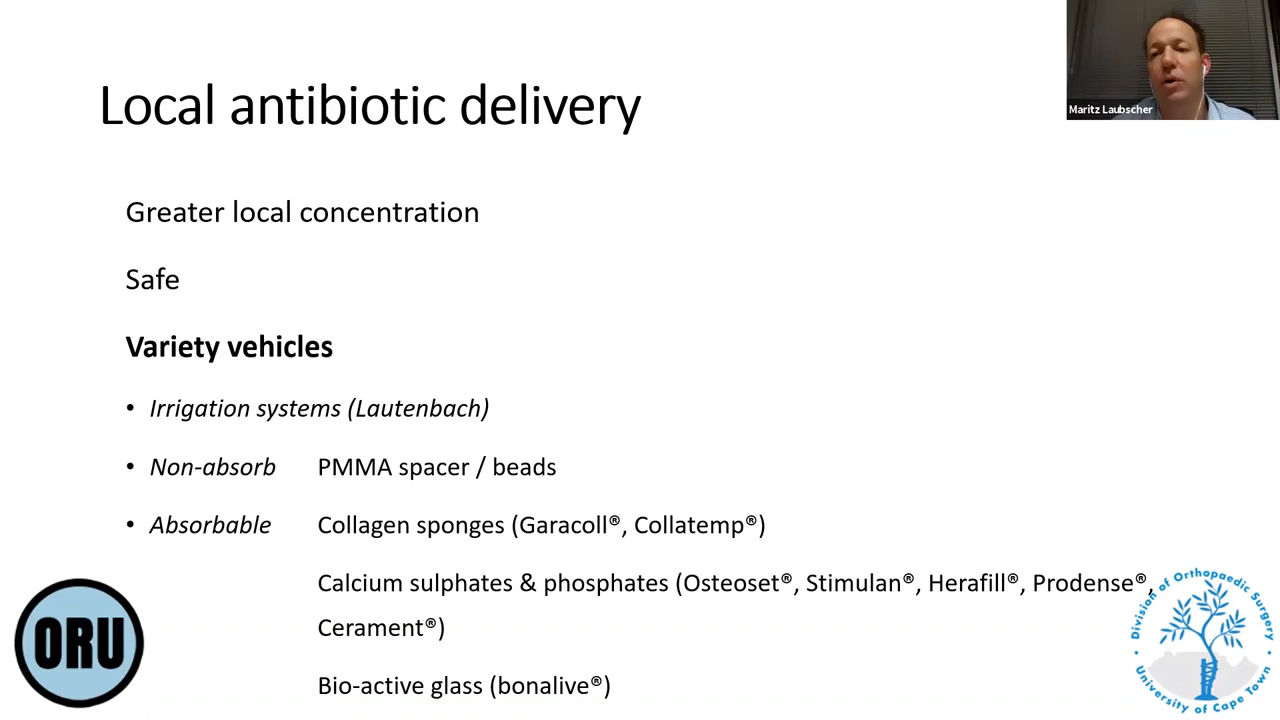 Local antibiotic delivery
Maritz Laubscher
Greater local concentration
Safe
Variety vehicles
• Irrigation systems (Lautenbach)
• Non-absorb PMMA spacer / beads
• Absorbable Collagen sponges (Garacoll®, Collatemp®)
Calcium sulphates & phosphates (Osteoset®, Stimulan®, Herafill®, Prodense®,
Cerament®)
Bio-active glass (bonalive®)
ORU
Division of Orthopaedic Surgery
• University of Cape Town •